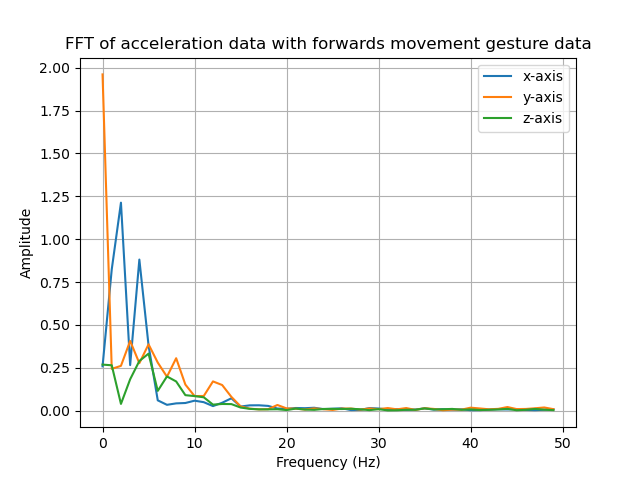 FFT of acceleration data with forwards movement gesture data
2.00
1.75
1.50
1.25
1.00
0.75
0.50
0.25
0.00
Amplitude
x-axis
y-axis
z-axis
0 10 20 30 40 50
Frequency (Hz)